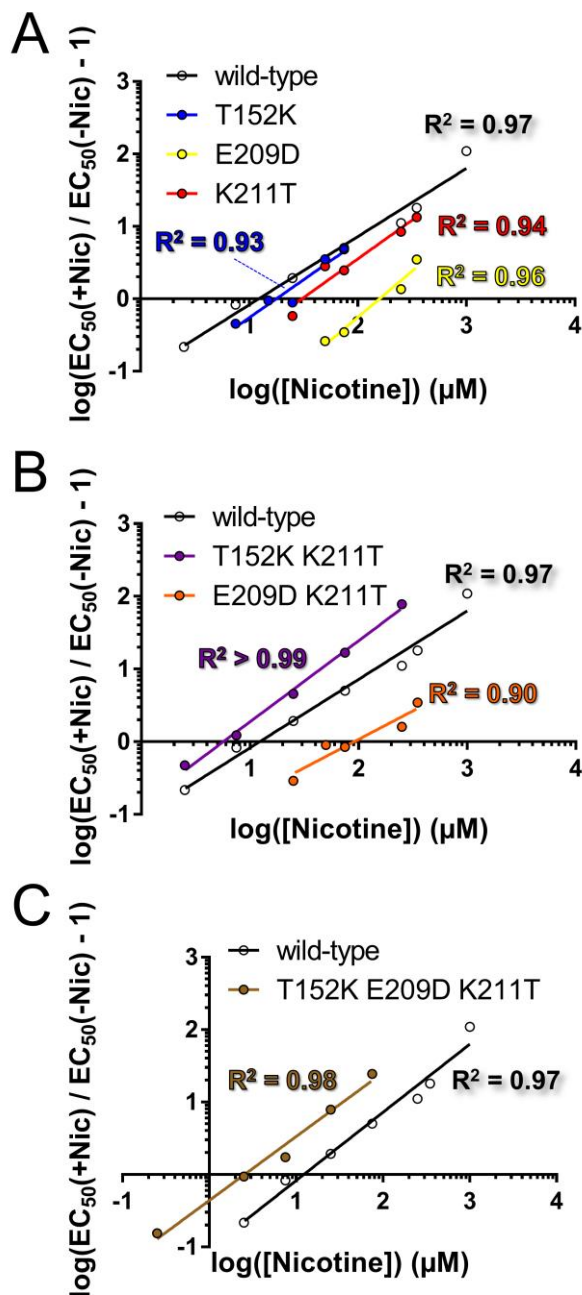 A
log(EC50(+Nic) / EC50(-Nic) - 1)
3
2
1
0
-1
wild-type
T152K
E209D
K211T
R² = 0.97
R² = 0.93
R² = 0.94
R² = 0.96
1
2
3
4
log([Nicotine]) (µM)
B
log(EC50(+Nic) / EC50(-Nic) - 1)
3
2
1
0
-1
wild-type
T152K K211T
E209D K211T
R² = 0.97
R² > 0.99
R² = 0.90
1
2
3
4
log([Nicotine]) (µM)
C
log(EC50(+Nic) / EC50(-Nic) - 1)
3
2
1
-1
wild-type
T152K E209D K211T
R² = 0.98
R² = 0.97
-1
1
2
3
4
log([Nicotine]) (µM)